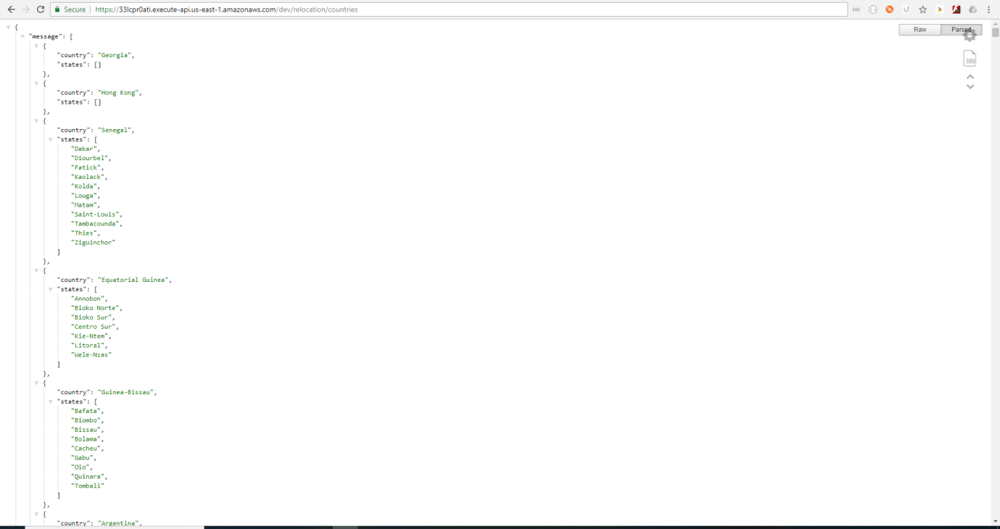 Secure https://33lcpr0ati.execute-api.us-east-1.amazonaws.com/dev/relocation/countries
Raw Parsed
{
"message": [
{
"country": "Georgia",
"states": []
},
{
"country": "Hong Kong",
"states": []
},
{
"country": "Senegal",
"states": [
"Dakar",
"Diourbel",
"Fatick",
"Kaolack",
"Kolda",
"Louga",
"Matam",
"Saint-Louis",
"Tambacounda",
"Thies",
"Ziguinchor"
]
},
{
"country": "Equatorial Guinea",
"states": [
"Annobon",
"Bioko Norte",
"Bioko Sur",
"Centro Sur",
"Kie-Ntem",
"Litoral",
"Wele-Nzas"
]
},
{
"country": "Guinea-Bissau",
"states": [
"Bafata",
"Biombo",
"Bissau",
"Bolama",
"Cacheu",
"Gabu",
"Oio",
"Quinara",
"Tombali"
]
},
{
"country": "Argentina",
RAW